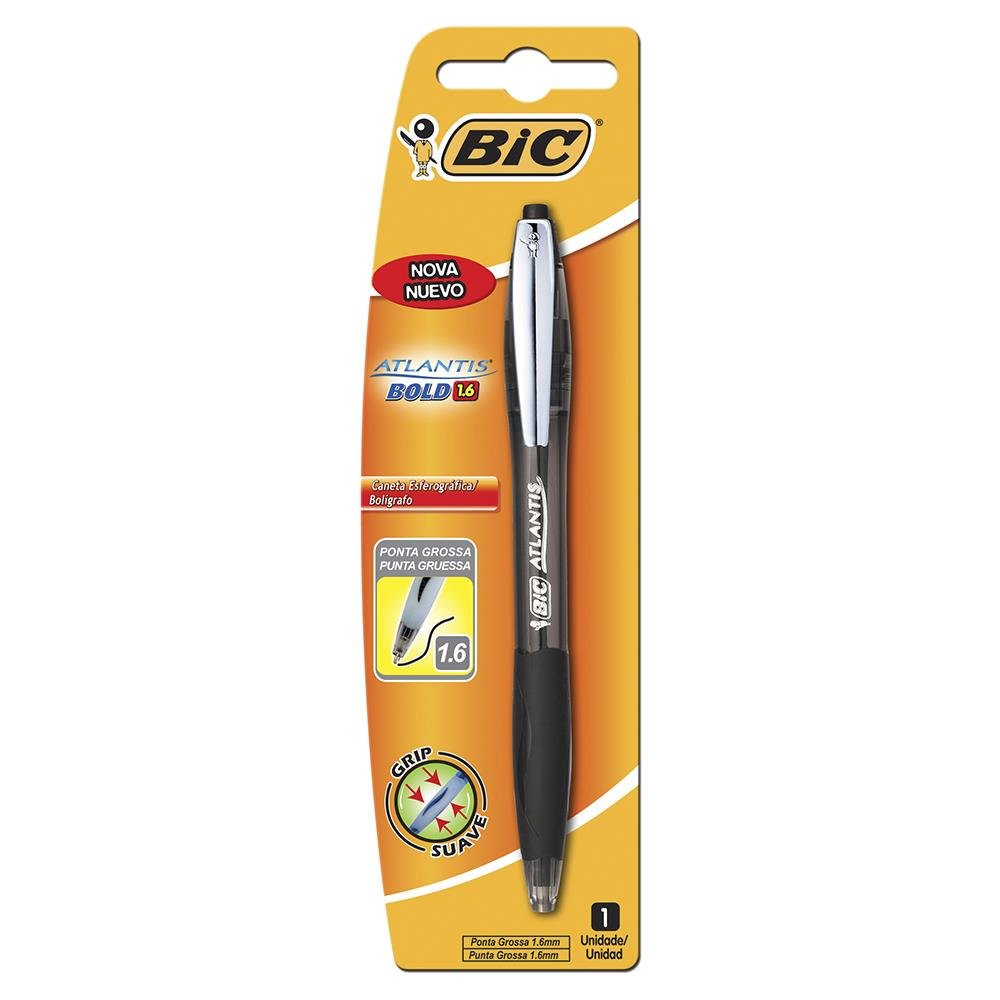 BiC®
NOVA
NUEVO
ATLANTIS®
BOLD 1.6
Caneta Esferográfica/
Boligrafo
PONTA GROSSA
PUNTA GRUESSA
1.6
BiC ATLANTIS
GRIP
SUAVE
Ponta Grossa 1.6mm
Punta Grossa 1.6mm
1
Unidade/
Unidad